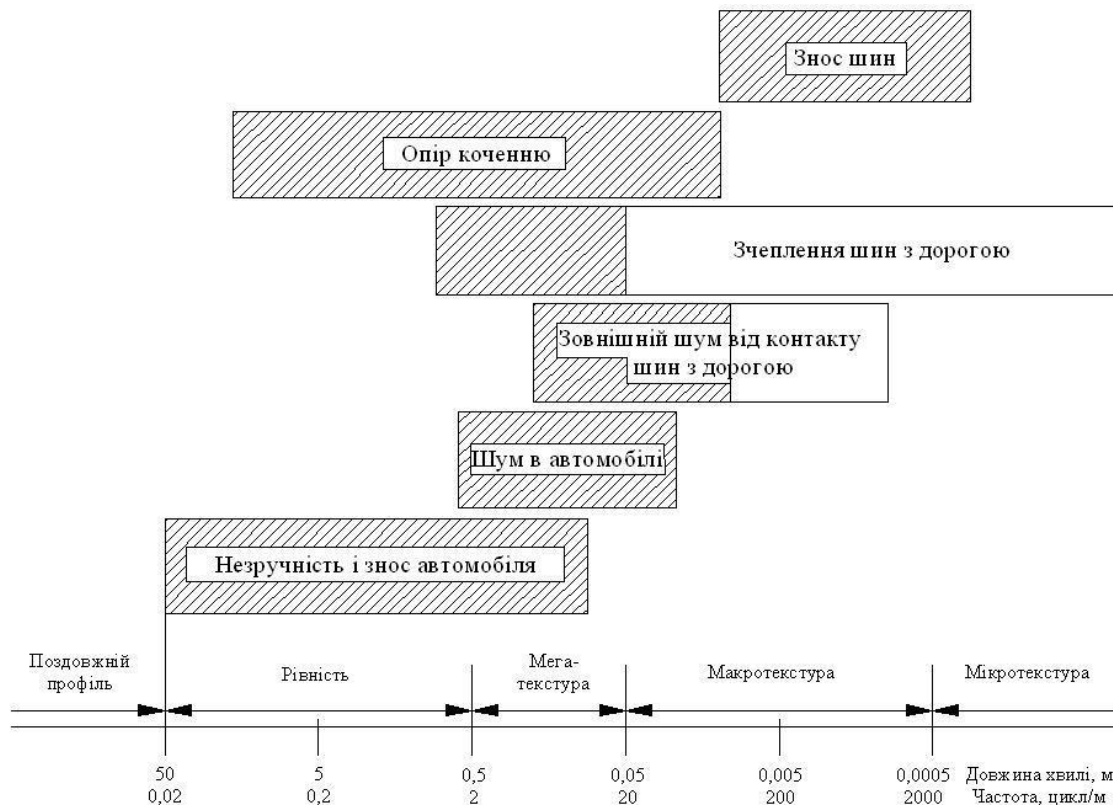 Знос шин
Опір коченню
Зчеплення шин з дорогою
Зовнішній шум від контакту
шин з дорогою
Шум в автомобілі
Незручність і знос автомобіля
Поздовжній
профіль
Рівність
Мега-
текстура
Макротекстура
Мікротекстура
50 5 0,5 0,05 0,005 0,0005 Довжина хвилі, м
0,02 0,2 2 20 200 2000 Частота, цикл/м